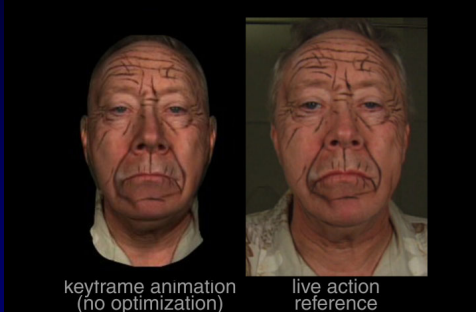 keyframe animation
(no optimization)
live action
reference